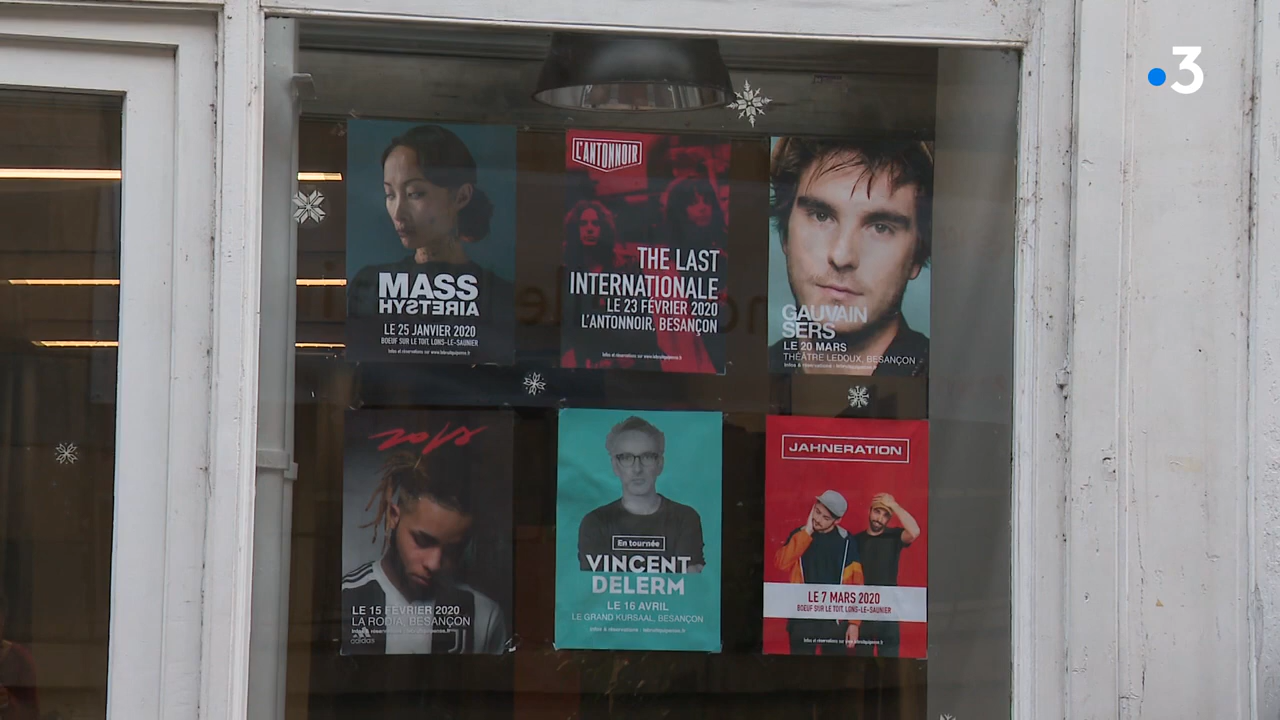 3
MASS
HYSTERIA
LE 25 JANVIER 2020
BOEUF SUR LE TOIT, LONS-LE-SAUNIER
L'ANTONNOIR
THE LAST
INTERNATIONALE
LE 23 FÉVRIER 2020
L'ANTONNOIR, BESANÇON
GAUVAIN
SERS
LE 20 MARS
THÉÂTRE LEDOUX, BESANÇON
LE 15 FÉVRIER 2020
LA RODIA, BESANÇON
adidas
En tournée
VINCENT
DELERM
LE 16 AVRIL
LE GRAND KURSAAL, BESANÇON
JAHNERATION
LE 7 MARS 2020
BOEUF SUR LE TOIT, LONS-LE-SAUNIER